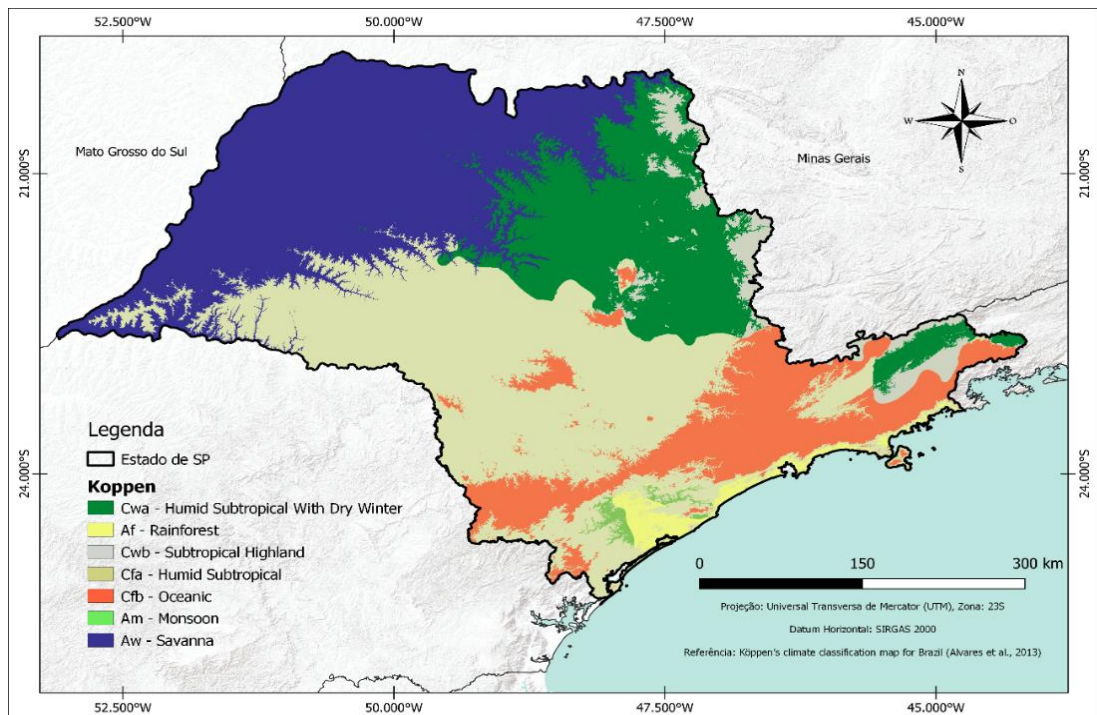 52.500°W
50.000°W
47.500°W
45.000°W
N
W
O
S
Mato Grosso do Sul
Minas Gerais
21.000°S
21.000°S
24.000°S
24.000°S
Legenda
Estado de SP
Koppen
Cwa - Humid Subtropical With Dry Winter
Af - Rainforest
Cwb - Subtropical Highland
Cfa - Humid Subtropical
Cfb - Oceanic
Am - Monsoon
Aw - Savanna
0
150
300 km
Projeção: Universal Transversa de Mercator (UTM), Zona: 23S
Datum Horizontal: SIRGAS 2000
Referência: Köppen's climate classification map for Brazil (Alvares et al., 2013)
52.500°W
50.000°W
47.500°W
45.000°W